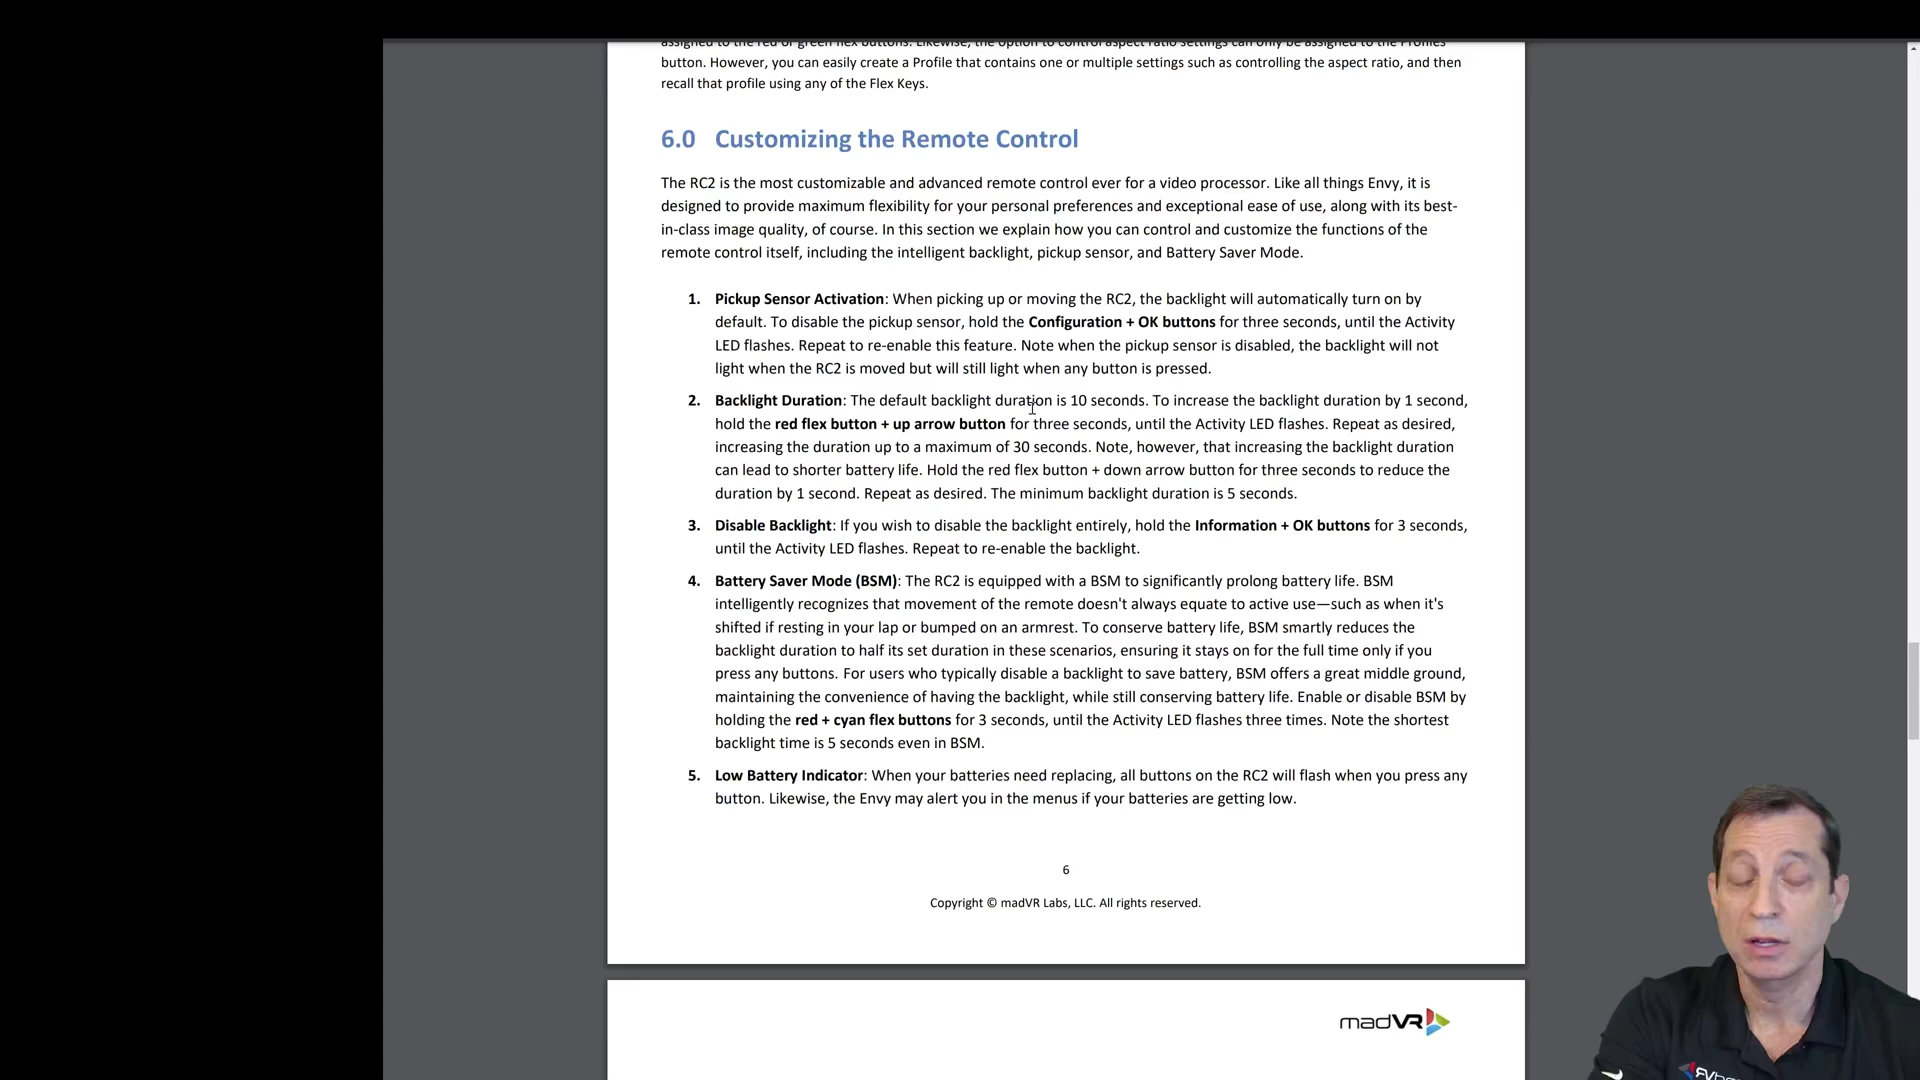 assigned to the red or green flex buttons. Likewise, the option to control aspect ratio settings can only be assigned to the Profiles
button. However, you can easily create a Profile that contains one or multiple settings such as controlling the aspect ratio, and then
recall that profile using any of the Flex Keys.
6.0 Customizing the Remote Control
The RC2 is the most customizable and advanced remote control ever for a video processor. Like all things Envy, it is
designed to provide maximum flexibility for your personal preferences and exceptional ease of use, along with its best-
in-class image quality, of course. In this section we explain how you can control and customize the functions of the
remote control itself, including the intelligent backlight, pickup sensor, and Battery Saver Mode.
1. Pickup Sensor Activation: When picking up or moving the RC2, the backlight will automatically turn on by
default. To disable the pickup sensor, hold the Configuration + OK buttons for three seconds, until the Activity
LED flashes. Repeat to re-enable this feature. Note when the pickup sensor is disabled, the backlight will not
light when the RC2 is moved but will still light when any button is pressed.
2. Backlight Duration: The default backlight duration is 10 seconds. To increase the backlight duration by 1 second,
hold the red flex button + up arrow button for three seconds, until the Activity LED flashes. Repeat as desired,
increasing the duration up to a maximum of 30 seconds. Note, however, that increasing the backlight duration
can lead to shorter battery life. Hold the red flex button + down arrow button for three seconds to reduce the
duration by 1 second. Repeat as desired. The minimum backlight duration is 5 seconds.
3. Disable Backlight: If you wish to disable the backlight entirely, hold the Information + OK buttons for 3 seconds,
until the Activity LED flashes. Repeat to re-enable the backlight.
4. Battery Saver Mode (BSM): The RC2 is equipped with a BSM to significantly prolong battery life. BSM
intelligently recognizes that movement of the remote doesn't always equate to active use—such as when it's
shifted if resting in your lap or bumped on an armrest. To conserve battery life, BSM smartly reduces the
backlight duration to half its set duration in these scenarios, ensuring it stays on for the full time only if you
press any buttons. For users who typically disable a backlight to save battery, BSM offers a great middle ground,
maintaining the convenience of having the backlight, while still conserving battery life. Enable or disable BSM by
holding the red + cyan flex buttons for 3 seconds, until the Activity LED flashes three times. Note the shortest
backlight time is 5 seconds even in BSM.
5. Low Battery Indicator: When your batteries need replacing, all buttons on the RC2 will flash when you press any
button. Likewise, the Envy may alert you in the menus if your batteries are getting low.
6
Copyright © madVR Labs, LLC. All rights reserved.
madVR